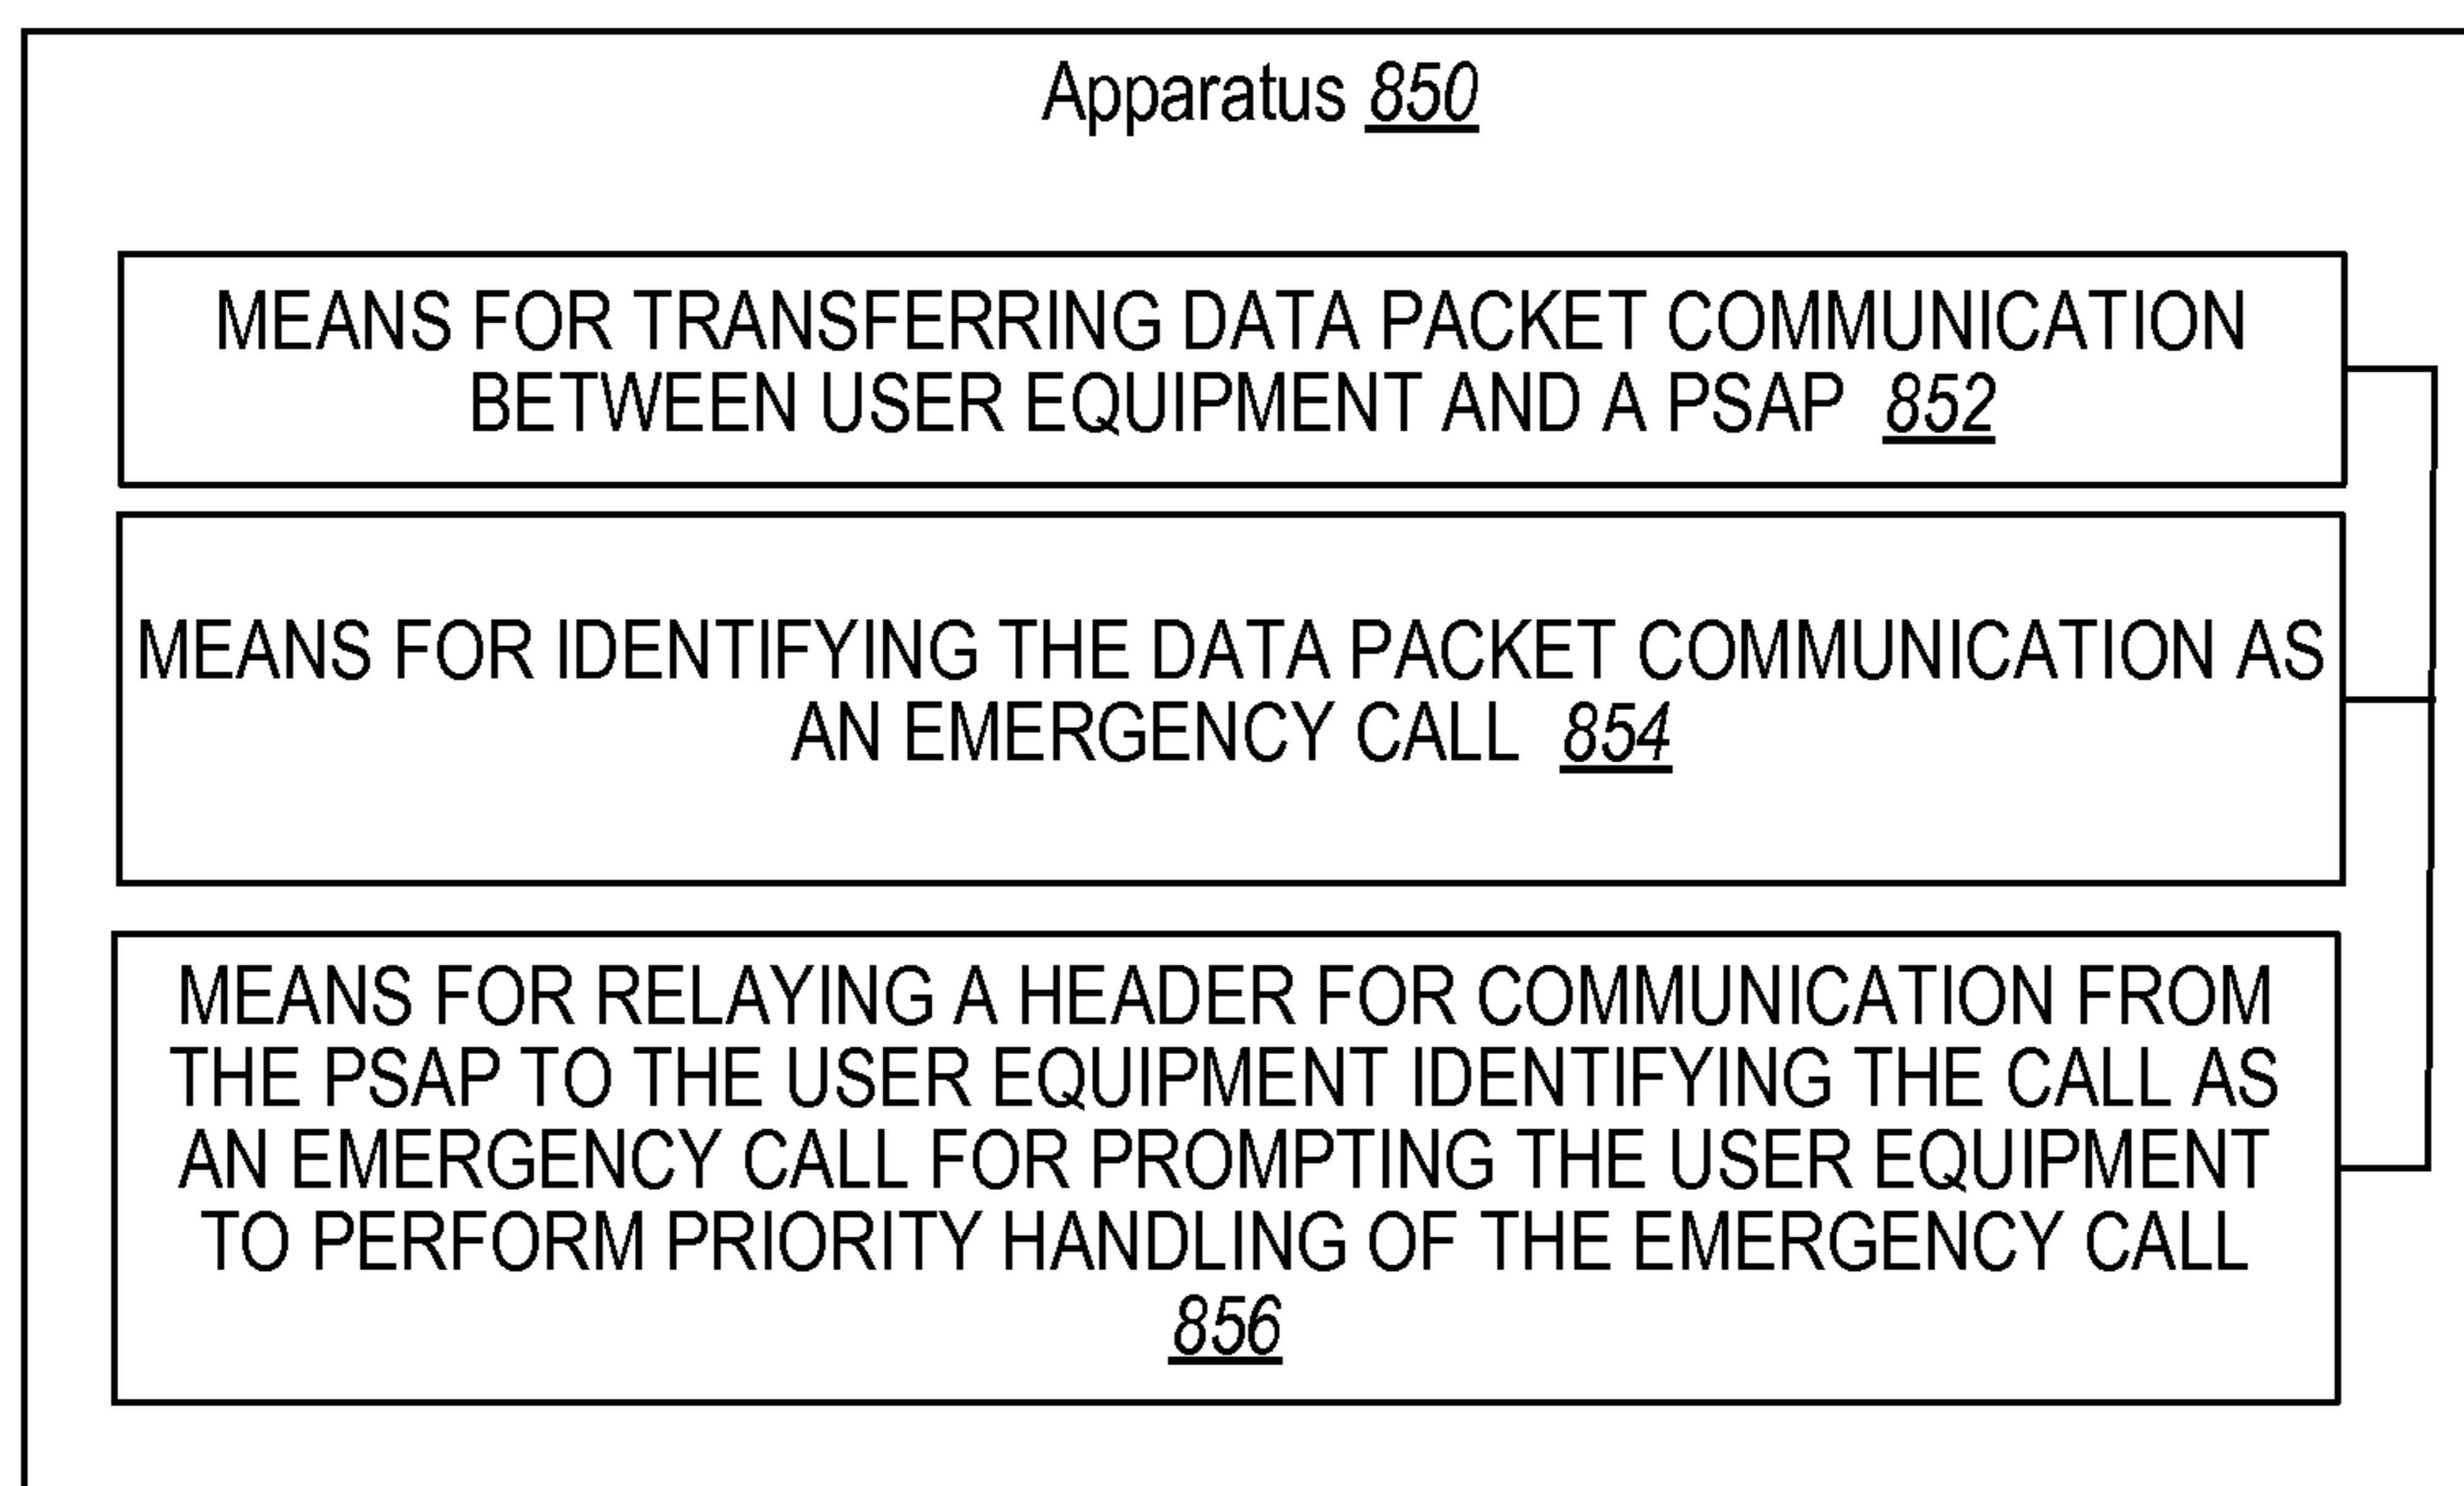 Apparatus 850
MEANS FOR TRANSFERRING DATA PACKET COMMUNICATION
BETWEEN USER EQUIPMENT AND A PSAP 852
MEANS FOR IDENTIFYING THE DATA PACKET COMMUNICATION AS
AN EMERGENCY CALL 854
MEANS FOR RELAYING A HEADER FOR COMMUNICATION FROM
THE PSAP TO THE USER EQUIPMENT IDENTIFYING THE CALL AS
AN EMERGENCY CALL FOR PROMPTING THE USER EQUIPMENT
TO PERFORM PRIORITY HANDLING OF THE EMERGENCY CALL
856